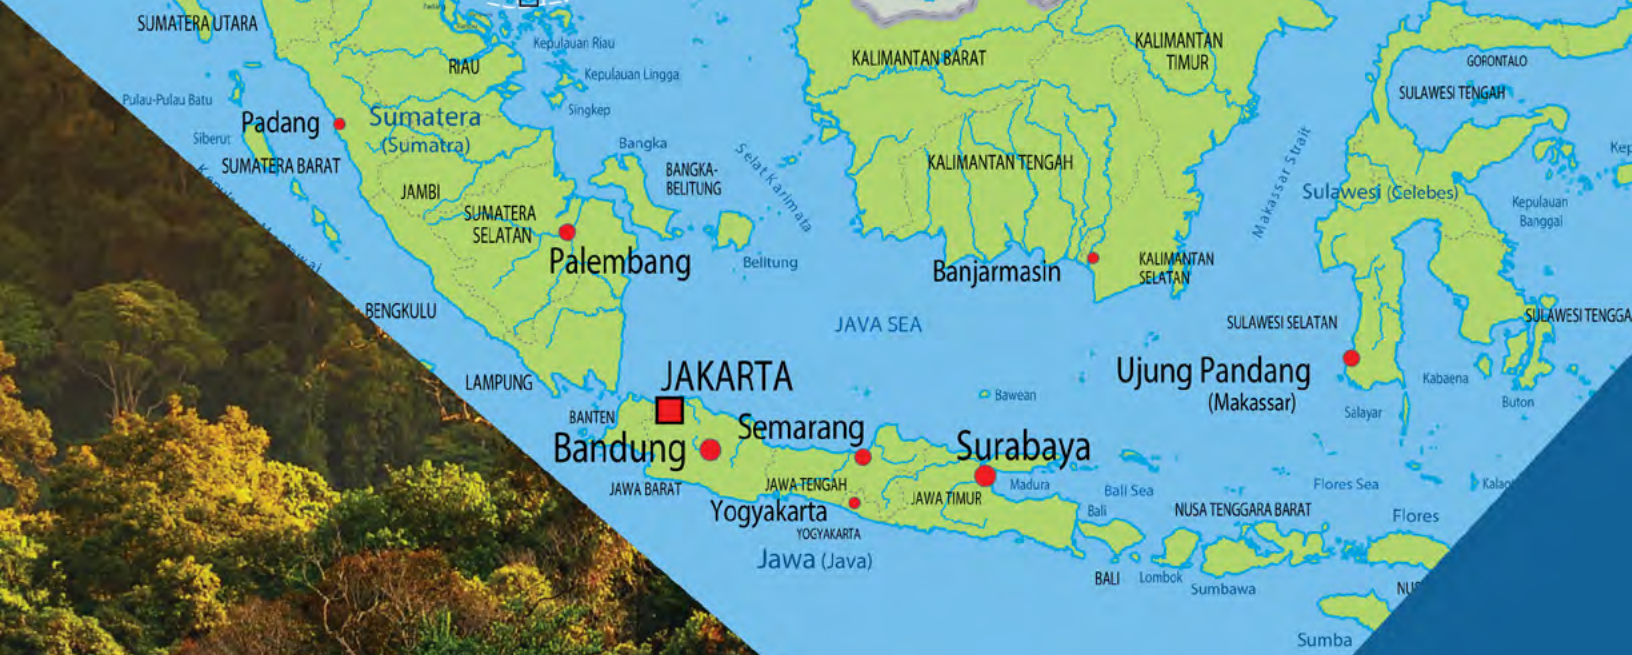 SUMATERA UTARA
Kepulauan Riau
RIAU
Kepulauan Lingga
Pulau-Pulau Batu
Singkep
Padang
Sumatera
(Sumatra)
Siberut
SUMATERA BARAT
Bangka
BANGKA-
BELITUNG
Selat Karimata
JAMBI
SUMATERA
SELATAN
Palembang
Belitung
BENGKULU
LAMPUNG
KALIMANTAN BARAT
KALIMANTAN
TIMUR
KALIMANTAN TENGAH
Banjarmasin
KALIMANTAN
SELATAN
Makassar Strait
GORONTALO
SULAWESI TENGAH
Sulawesi (Celebes)
Kepulauan
Banggai
SULAWESI SELATAN
SULAWESI TENGGA
JAVA SEA
Ujung Pandang
(Makassar)
Kabaena
Buton
Salayar
JAKARTA
BANTEN
Bandung
Semarang
Bawean
Surabaya
JAWA BARAT
JAWA TENGAH
JAWA TIMUR
Madura
Yogyakarta
YOGYAKARTA
Jawa (Java)
Bali Sea
Bali
BALI
NUSA TENGGARA BARAT
Lombok
Sumbawa
Flores Sea
Flores
Sumba